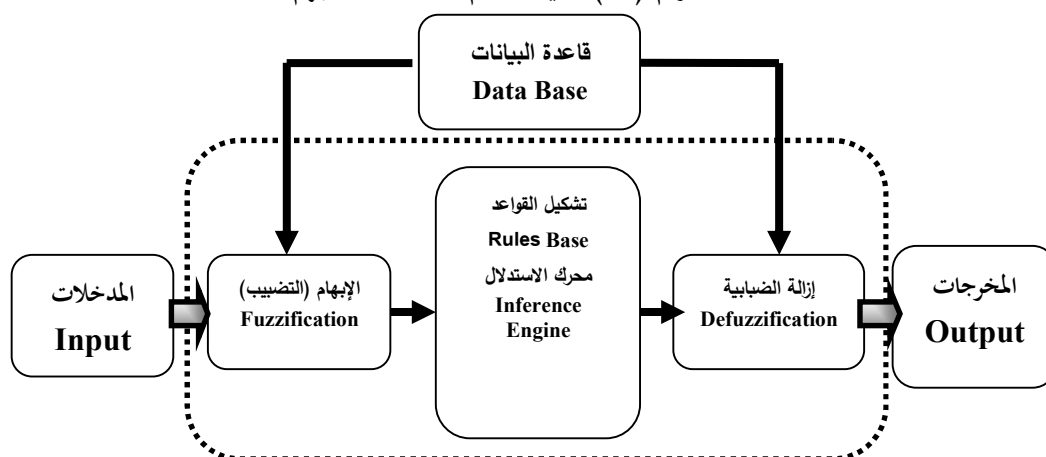 قاعدة البيانات
Data Base
تشكيل القواعد
Rules Base
محرك الاستدلال
Inference
Engine
المدخلات
Input
الإبهام (التضبيب)
Fuzzification
إزالة الضبابية
Defuzzification
المخرجات
Output